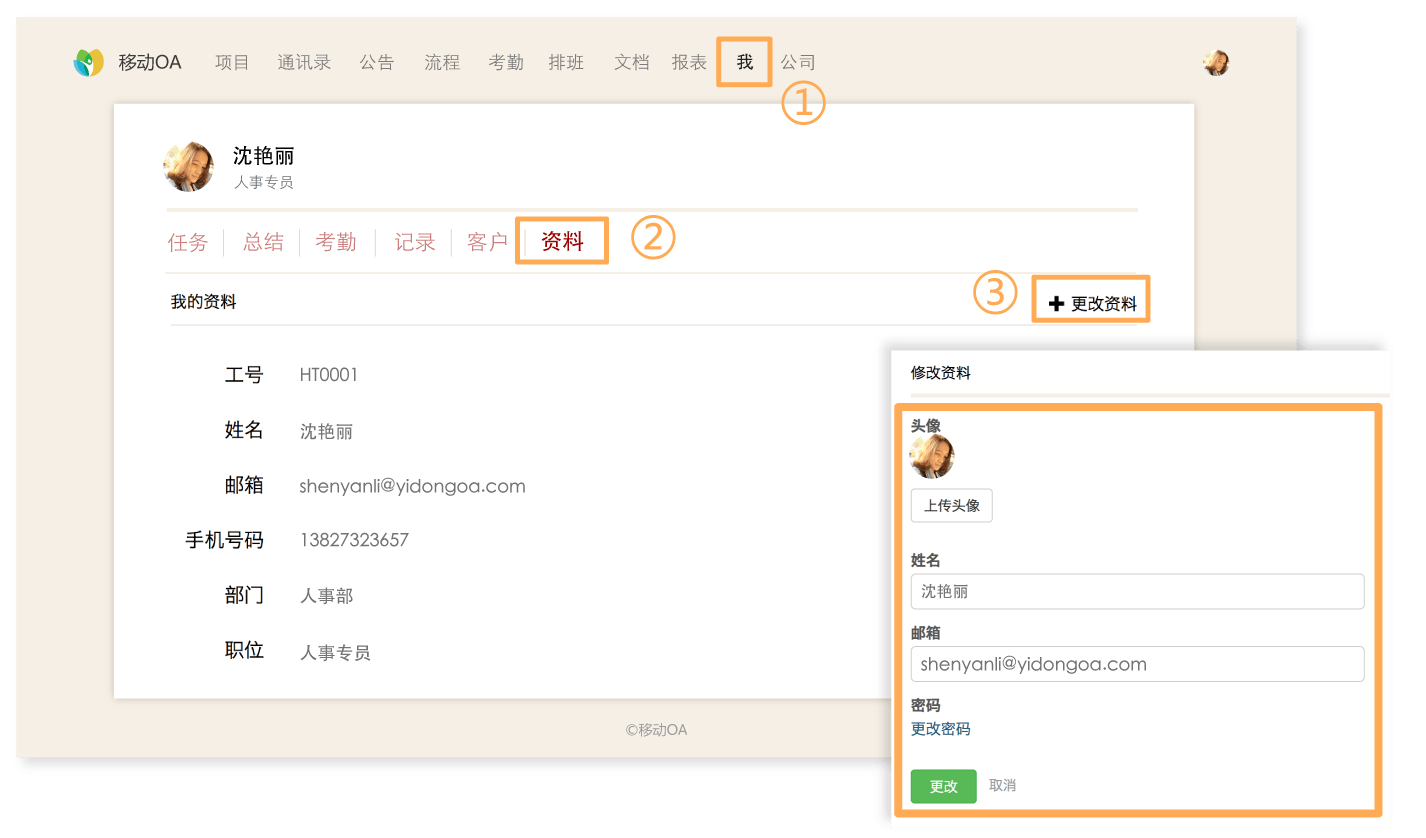 移动OA 项目 通讯录 公告 流程 考勤 排班 文档 报表 我 公司
①
沈艳丽
人事专员
任务 总结 考勤 记录 客户 资料 ②
我的资料 ③ +更改资料
工号 HT0001
姓名 沈艳丽
邮箱 shenyanli@yidongoa.com
手机号码 13827323657
部门 人事部
职位 人事专员
©移动OA
修改资料
头像
上传头像
姓名
沈艳丽
邮箱
shenyanli@yidongoa.com
密码
更改密码
更改 取消